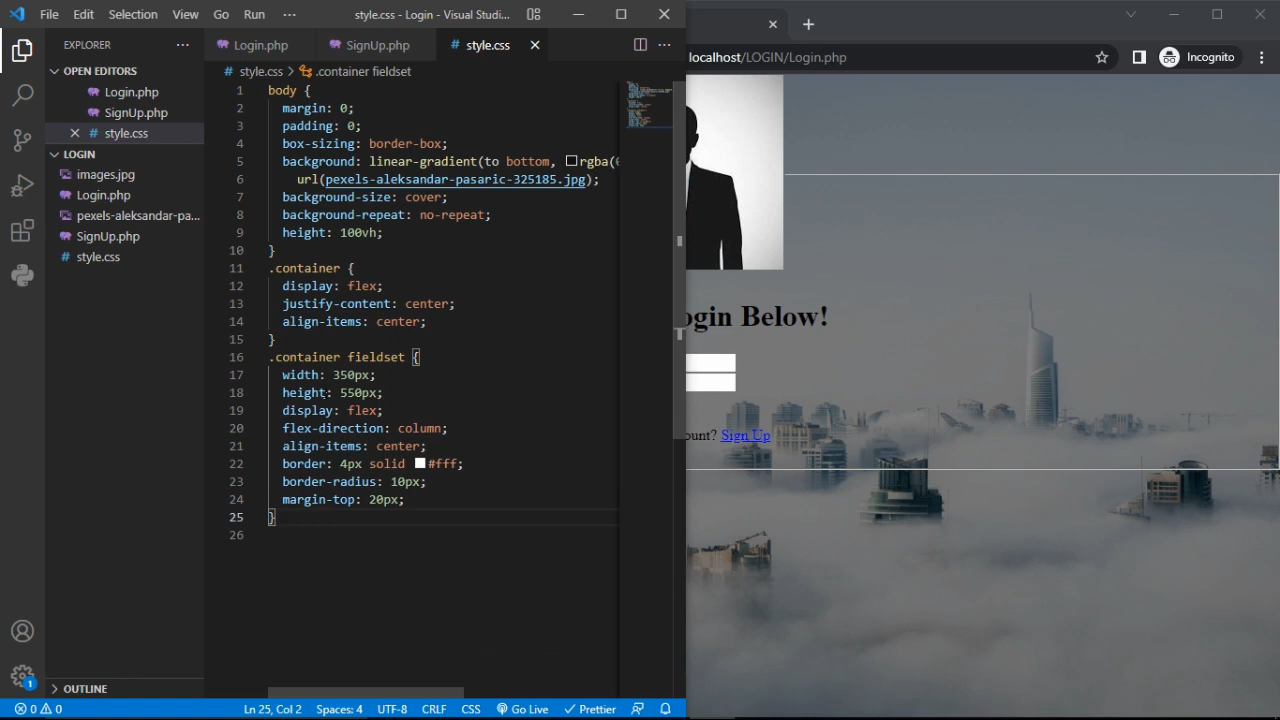 File Edit Selection View Go Run ··· style.css - Login - Visual Studi...
EXPLORER
OPEN EDITORS
Login.php
SignUp.php
# style.css
LOGIN
images.jpg
Login.php
pexels-aleksandar-pa...
SignUp.php
# style.css
OUTLINE
Login.php SignUp.php # style.css
# style.css > .container fieldset
1 body {
2 margin: 0;
3 padding: 0;
4 box-sizing: border-box;
5 background: linear-gradient(to bottom, rgba(
6 url(pexels-aleksandar-pasaric-325185.jpg);
7 background-size: cover;
8 background-repeat: no-repeat;
9 height: 100vh;
10 }
11 .container {
12 display: flex;
13 justify-content: center;
14 align-items: center;
15 }
16 .container fieldset {
17 width: 350px;
18 height: 550px;
19 display: flex;
20 flex-direction: column;
21 align-items: center;
22 border: 4px solid #fff;
23 border-radius: 10px;
24 margin-top: 20px;
25 }
26
1
0 0 Ln 25, Col 2 Spaces: 4 UTF-8 CRLF CSS Go Live Prettier
localhost/LOGIN/Login.php Incognito
ogin Below!
ount? Sign Up